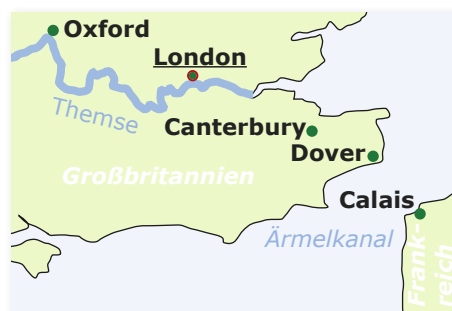 Oxford
London
Themse
Canterbury
Dover
Großbritannien
Calais
Ärmelkanal
Frank-
reich